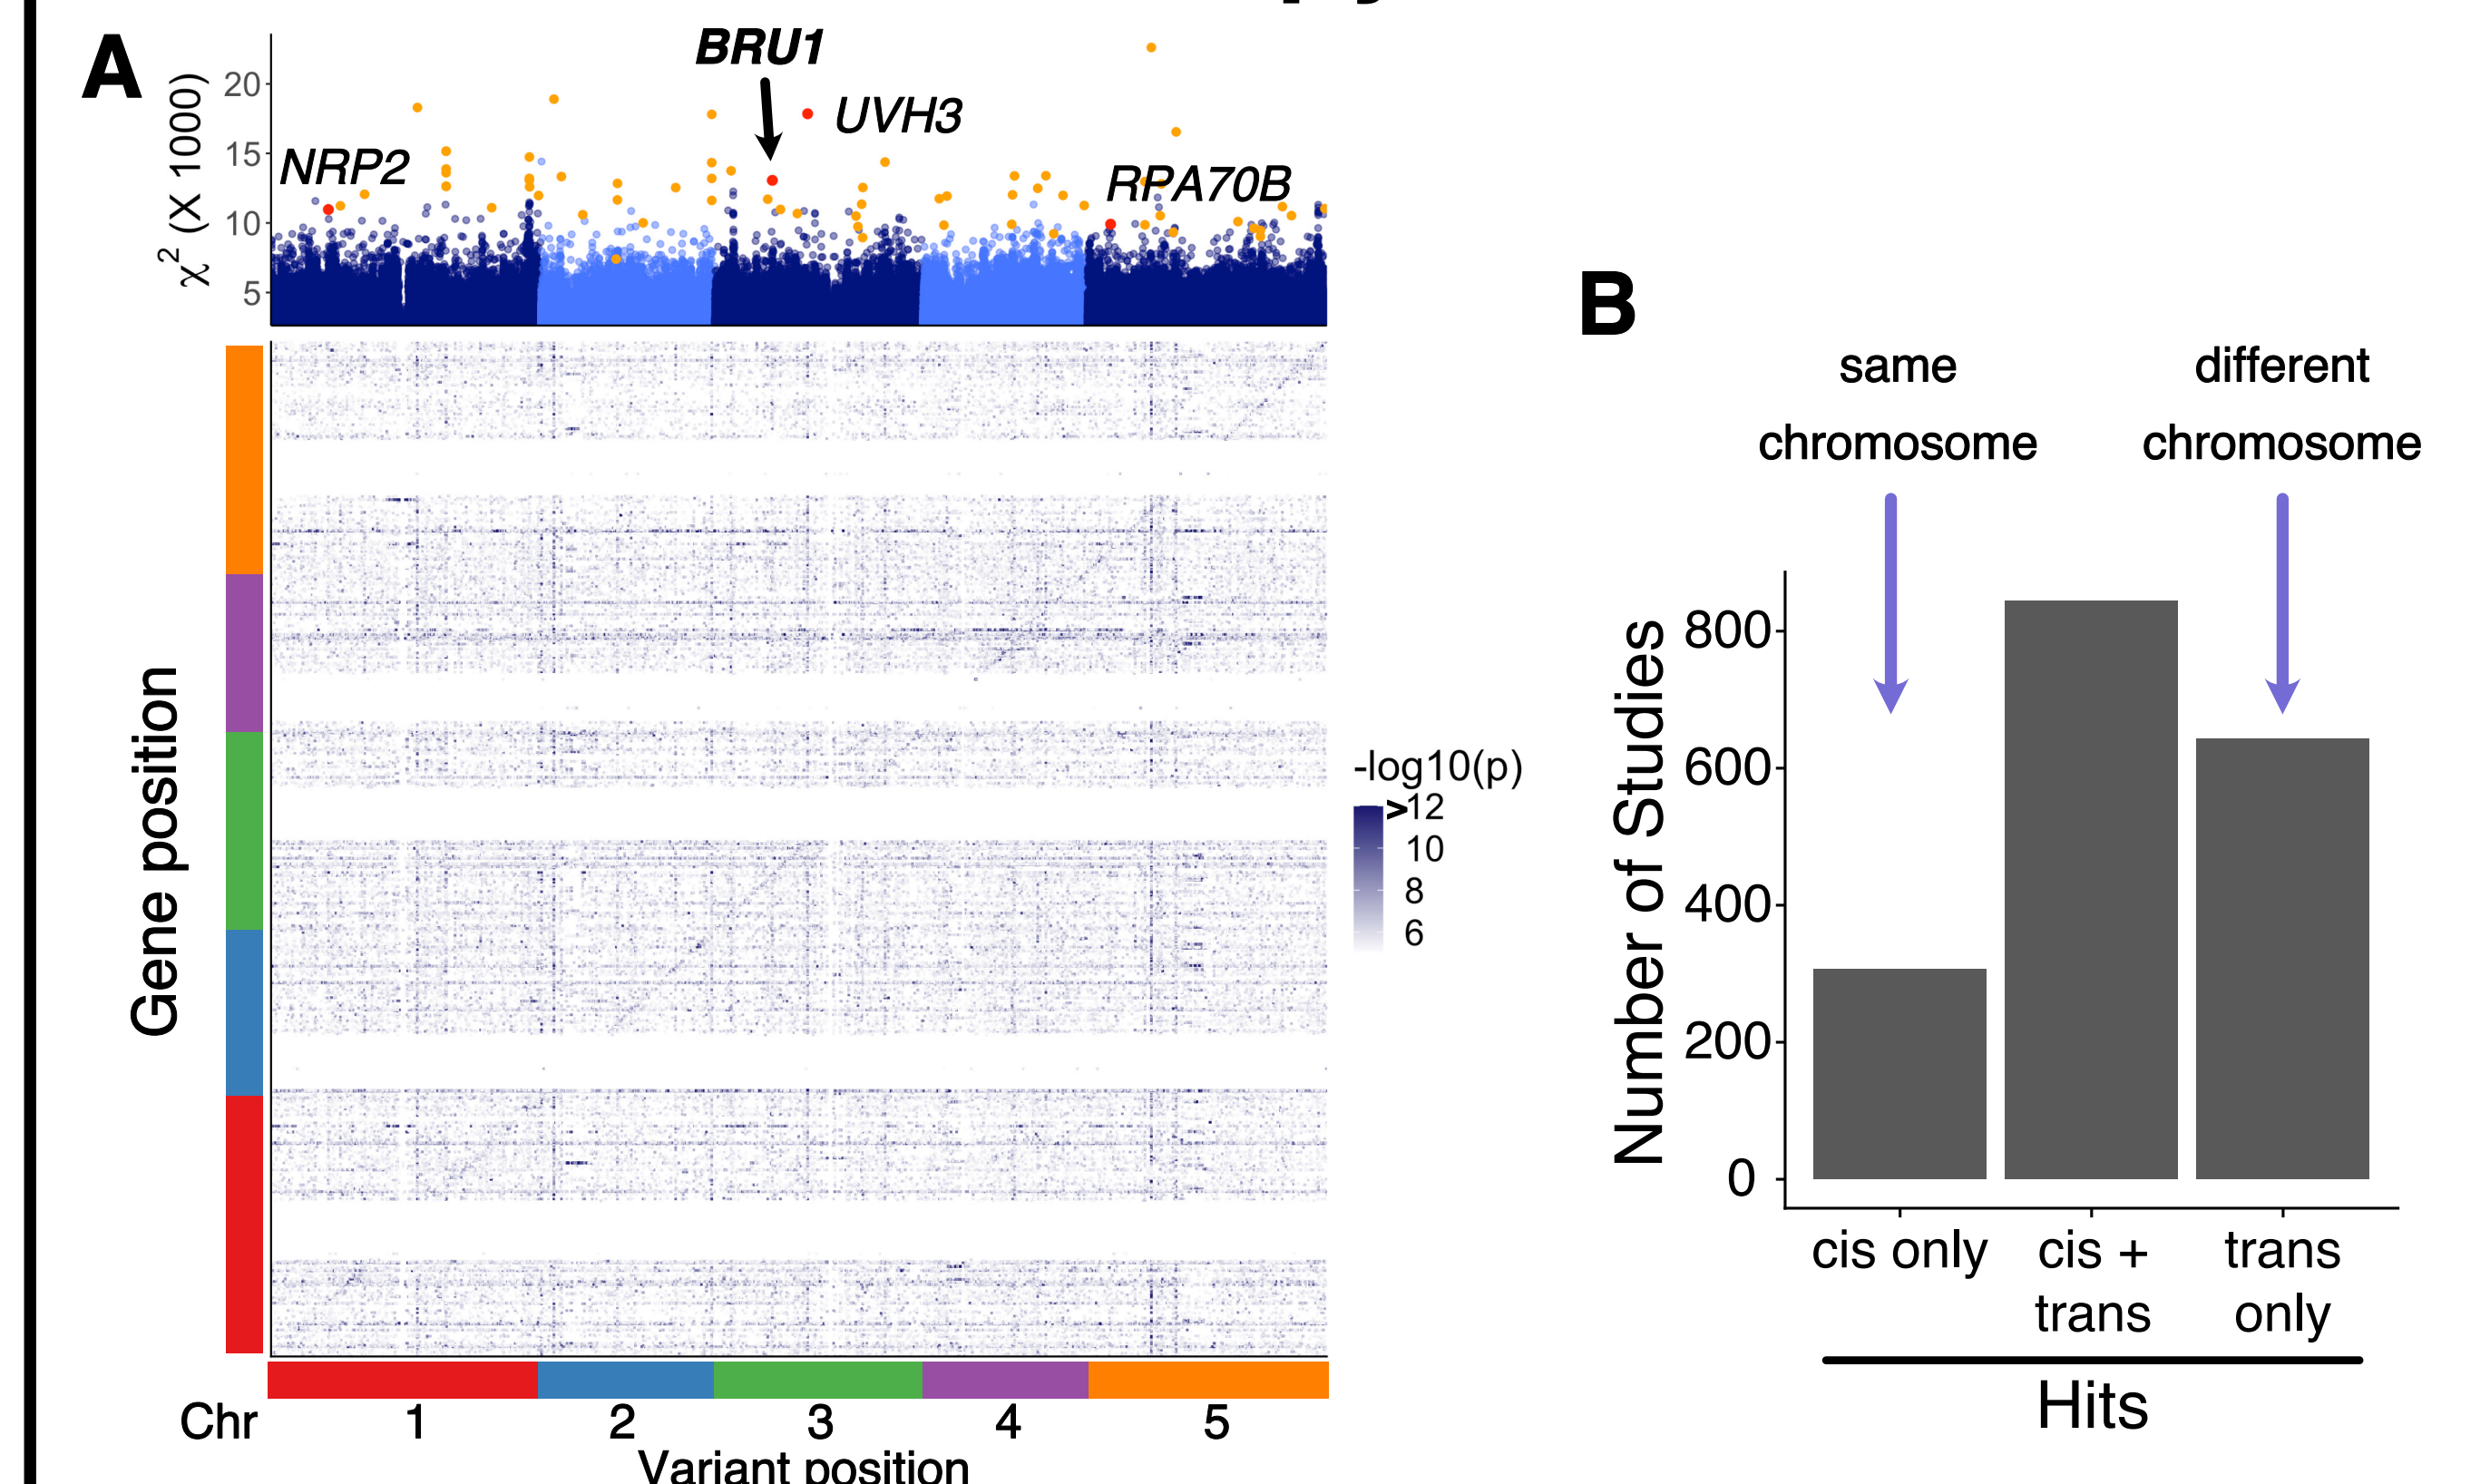 A
BRU1
UVH3
NRP2
RPA70B
χ2 (X 1000)
20
15
10
5
Gene position
-log10(p)
>12
10
8
6
Chr 1 2 3 4 5
Variant position
B
same
chromosome
different
chromosome
Number of Studies
800
600
400
200
0
cis only
cis +
trans
trans
only
Hits